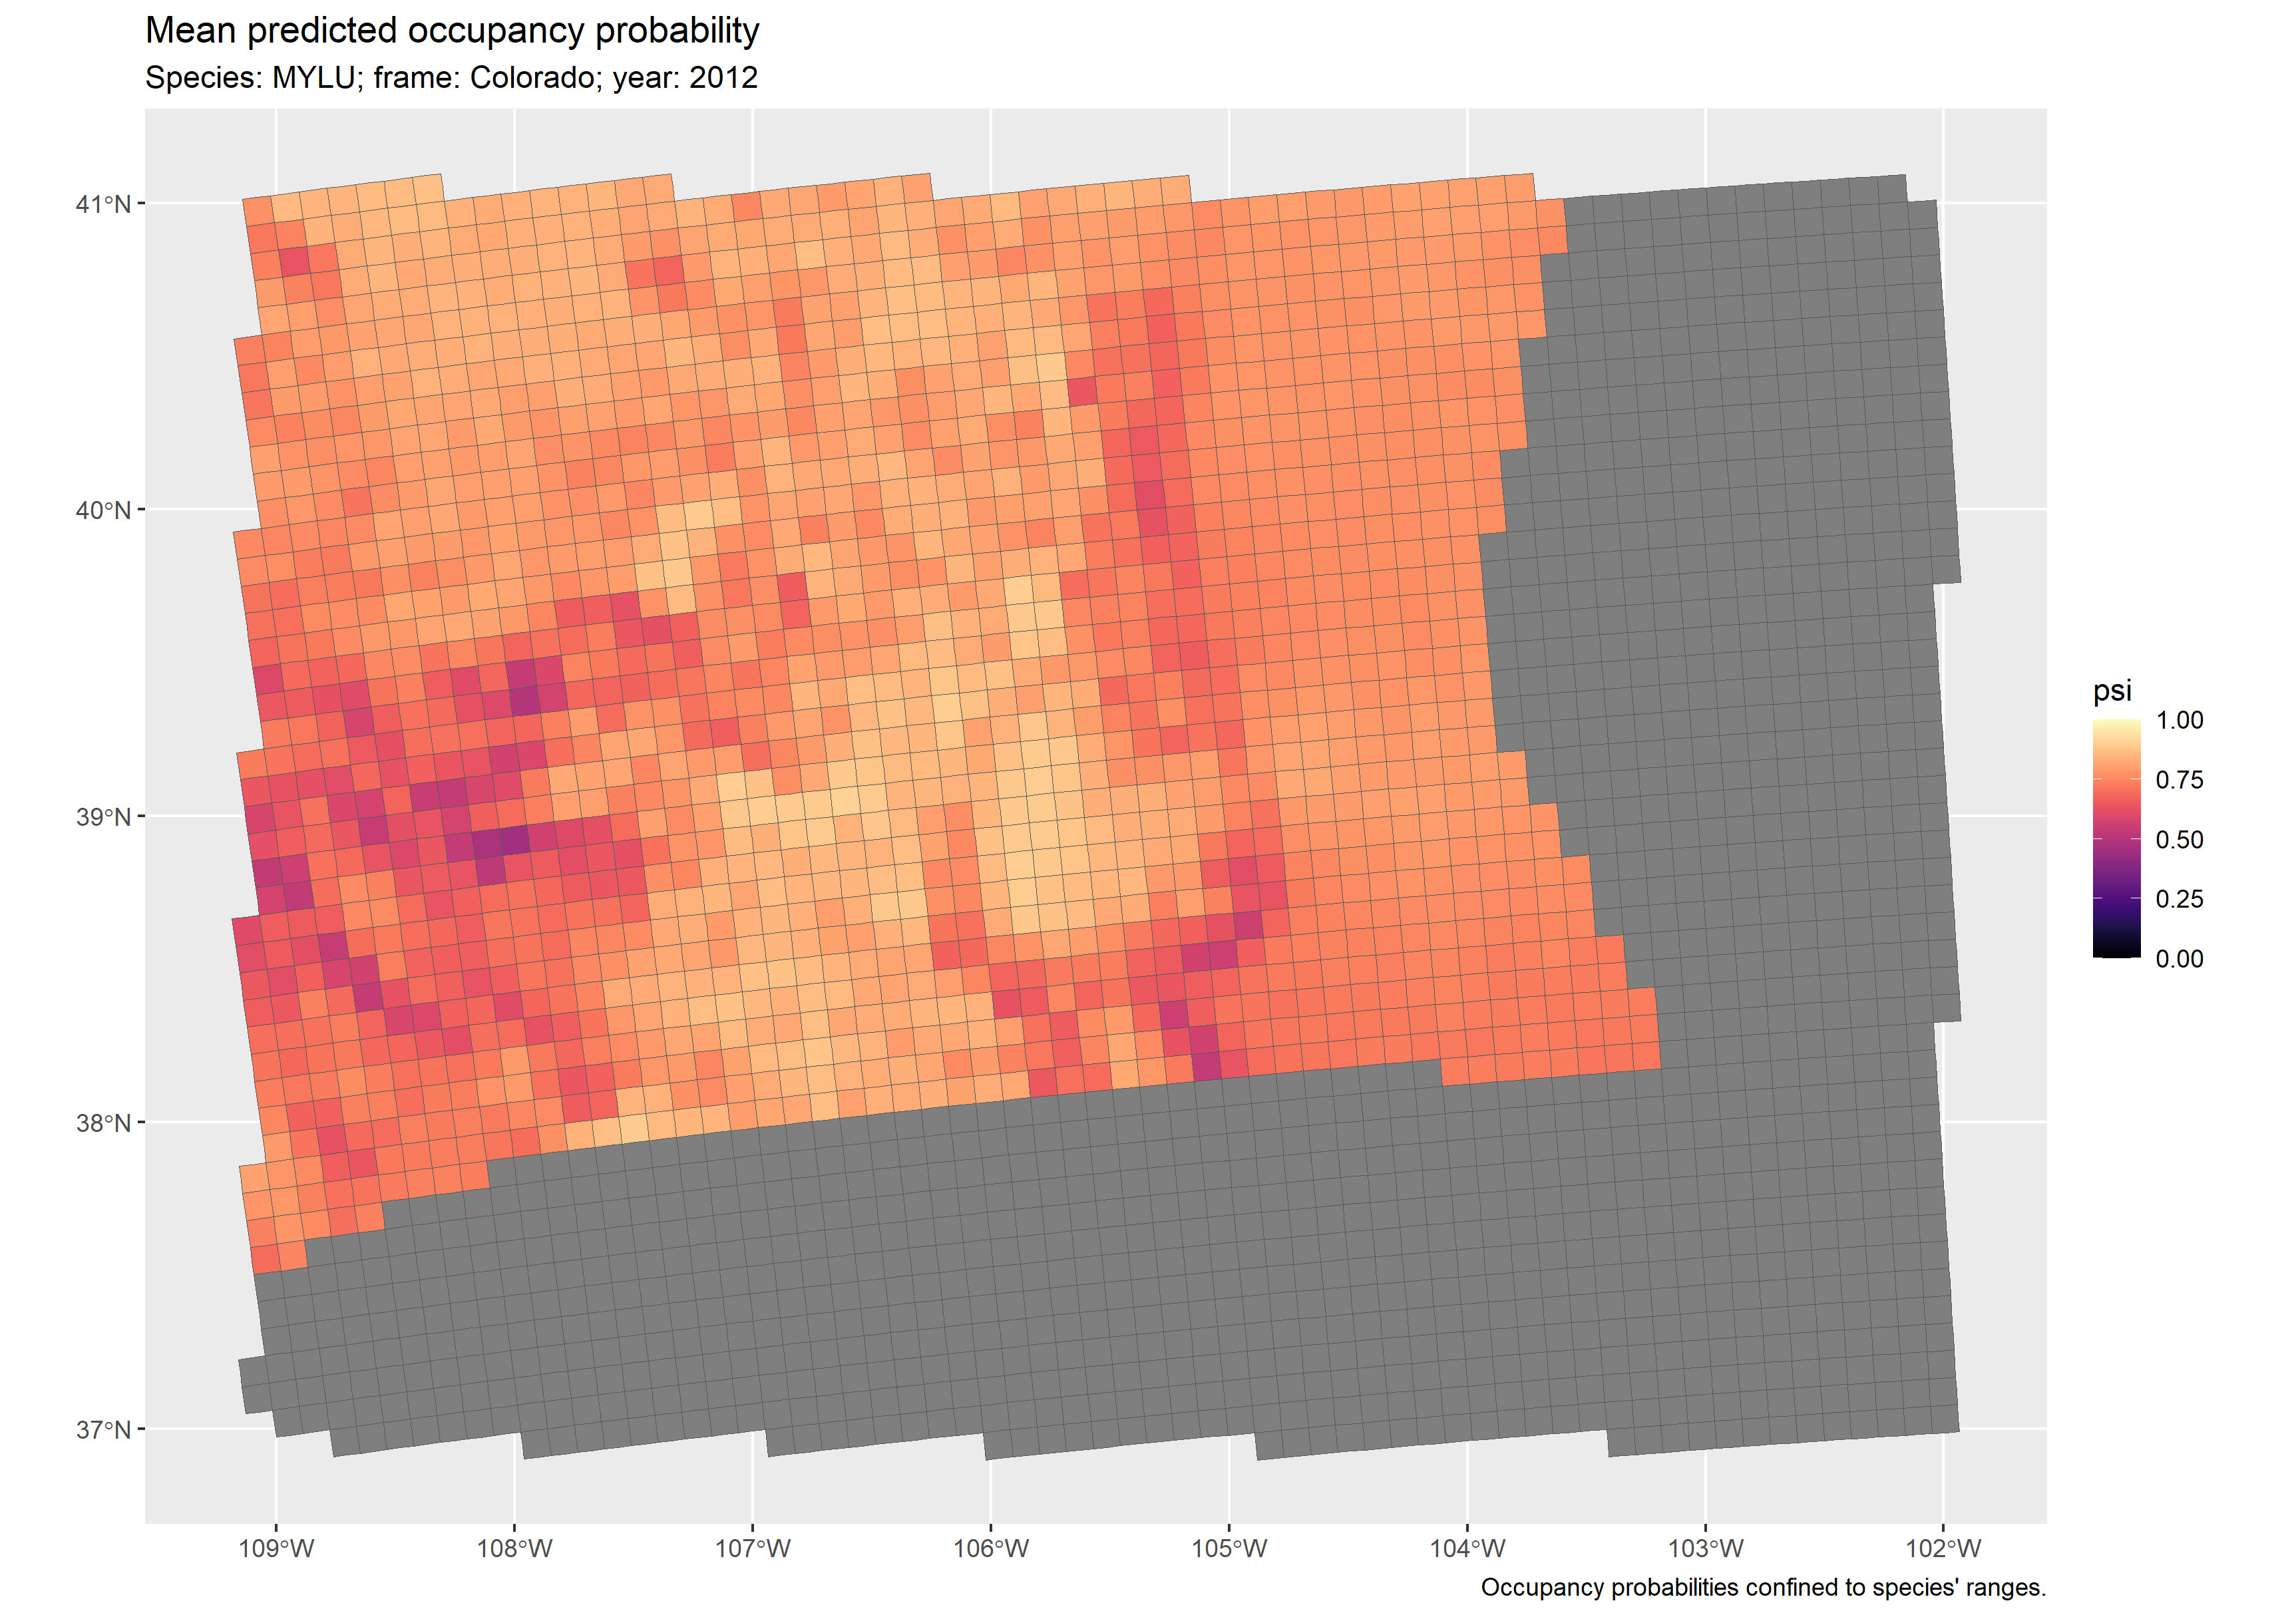 Mean predicted occupancy probability
Species: MYLU; frame: Colorado; year: 2012
41°N
40°N
39°N
38°N
37°N
109°W
108°W
107°W
106°W
105°W
104°W
103°W
102°W
psi
1.00
0.75
0.50
0.25
0.00
Occupancy probabilities confined to species' ranges.